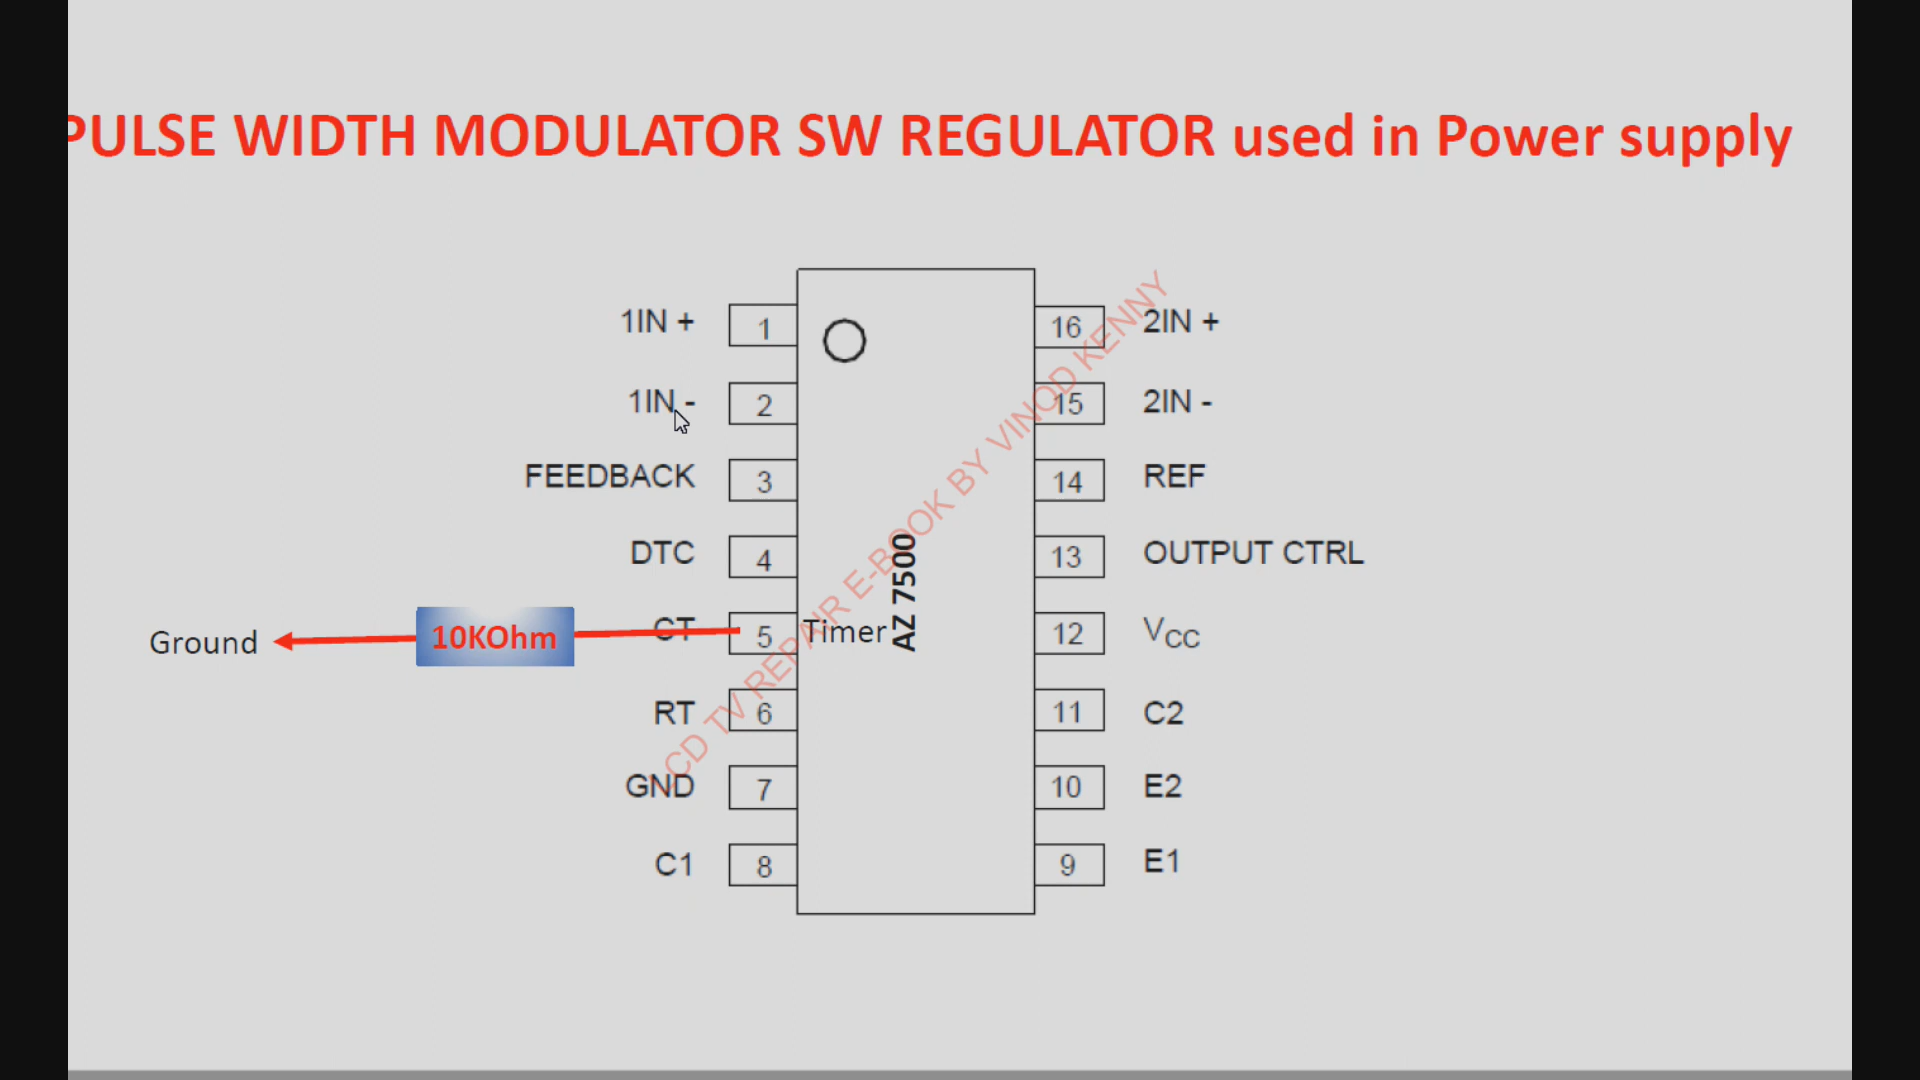 PULSE WIDTH MODULATOR SW REGULATOR used in Power supply
1IN + 1 16 2IN +
1IN - 2 15 2IN -
FEEDBACK 3 14 REF
DTC 4 13 OUTPUT CTRL
Ground 10KOhm CT 5 Timer 12 VCC
RT 6 11 C2
GND 7 10 E2
C1 8 9 E1
AZ 7500
LCD TV REPAIR E-BOOK BY VINOD KENNY